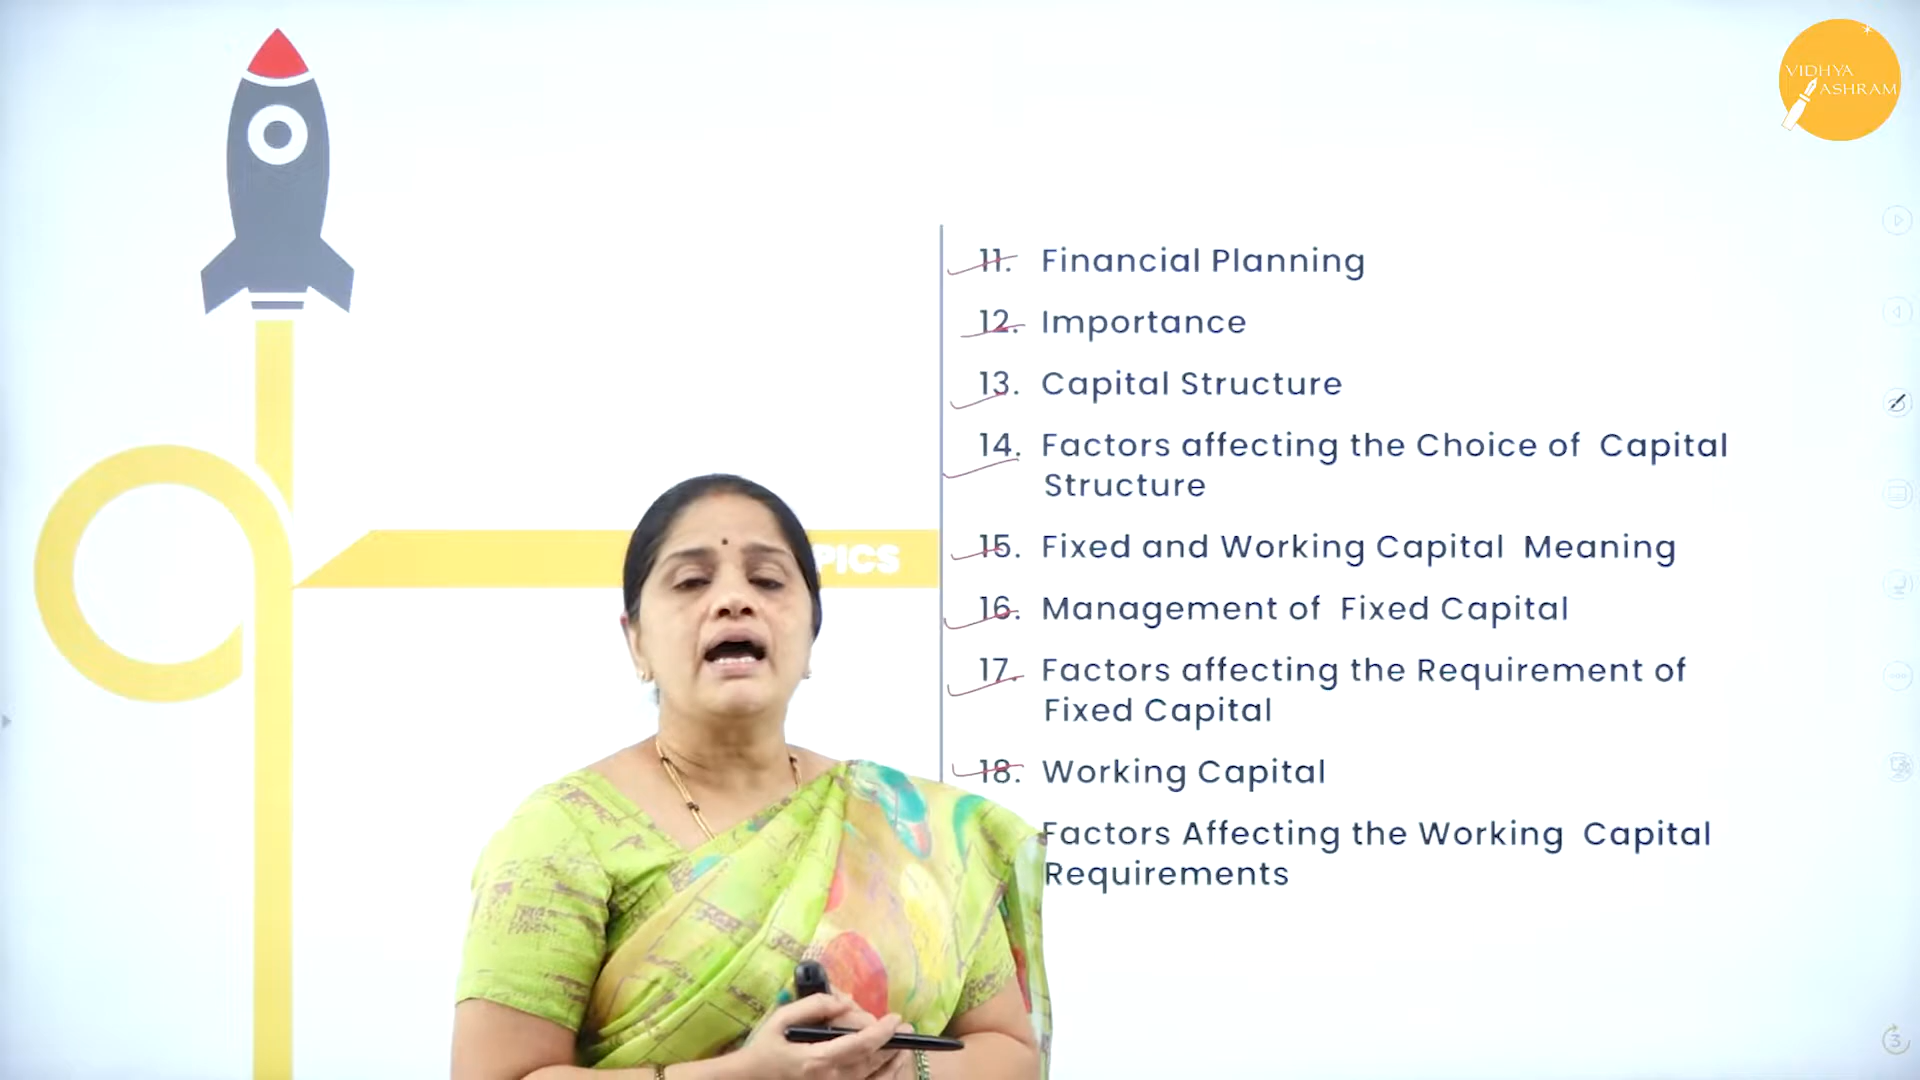 VIDHYA
ASHRAM
11. Financial Planning
12. Importance
13. Capital Structure
14. Factors affecting the Choice of Capital
Structure
15. Fixed and Working Capital Meaning
PICS
16. Management of Fixed Capital
17. Factors affecting the Requirement of
Fixed Capital
18. Working Capital
Factors Affecting the Working Capital
Requirements
3